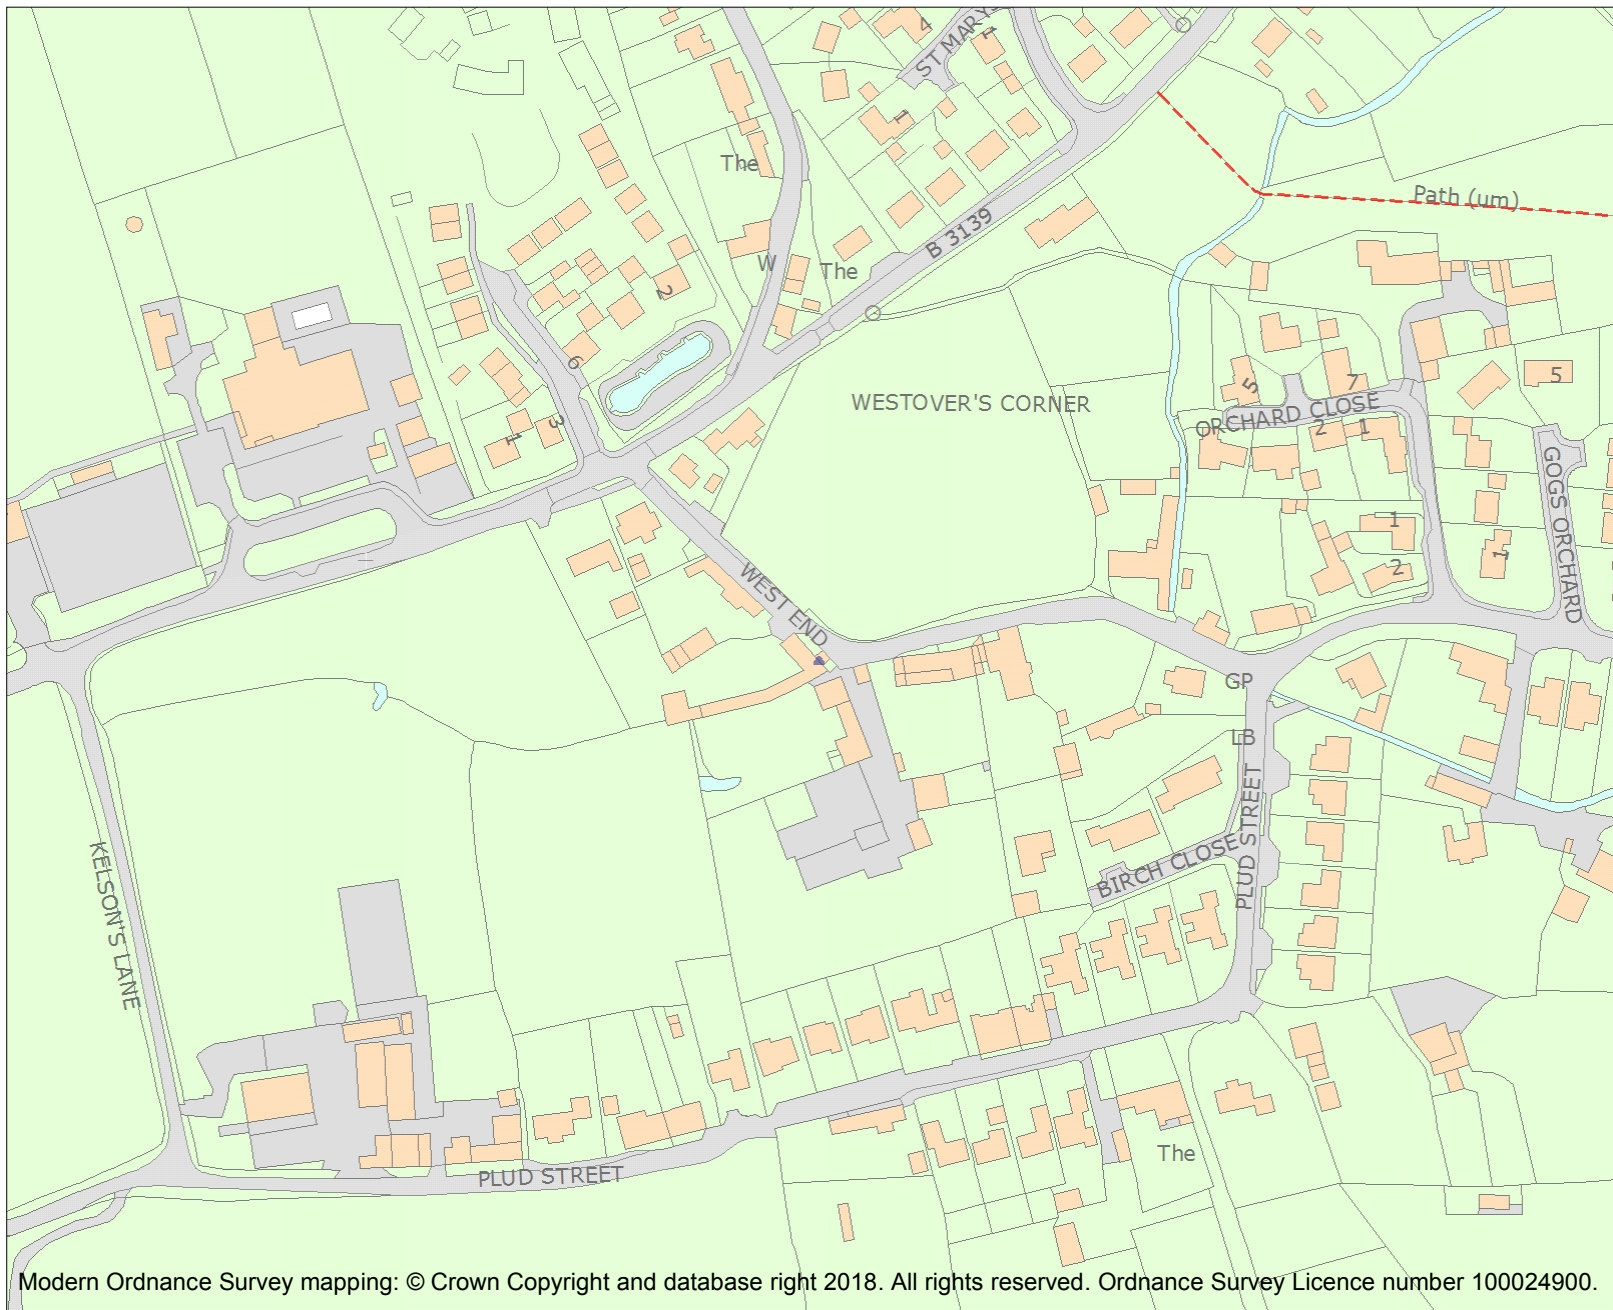 4
ST MARY'S
1
1
The
Path (um)
B 3139
W
The
2
6
5
7
5
WESTOVER'S CORNER
ORCHARD CLOSE
2
1
3
1
GOGS ORCHARD
1
1
2
WEST END
GP
LB
PLUD STREET
BIRCH CLOSE
KELSON'S LANE
The
PLUD STREET
Modern Ordnance Survey mapping: © Crown Copyright and database right 2018. All rights reserved. Ordnance Survey Licence number 100024900.